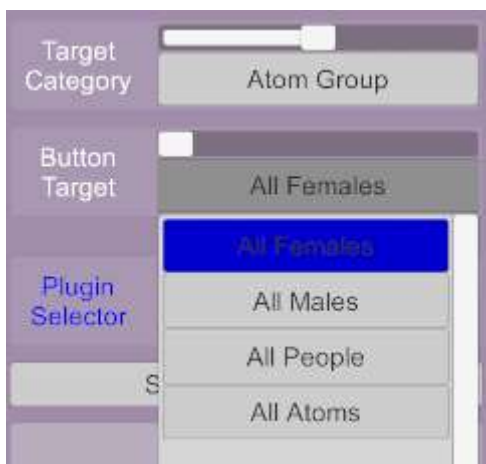 Target
Category
Atom Group
Button
Target
All Females
All Females
Plugin
Selector
All Males
All People
S
All Atoms